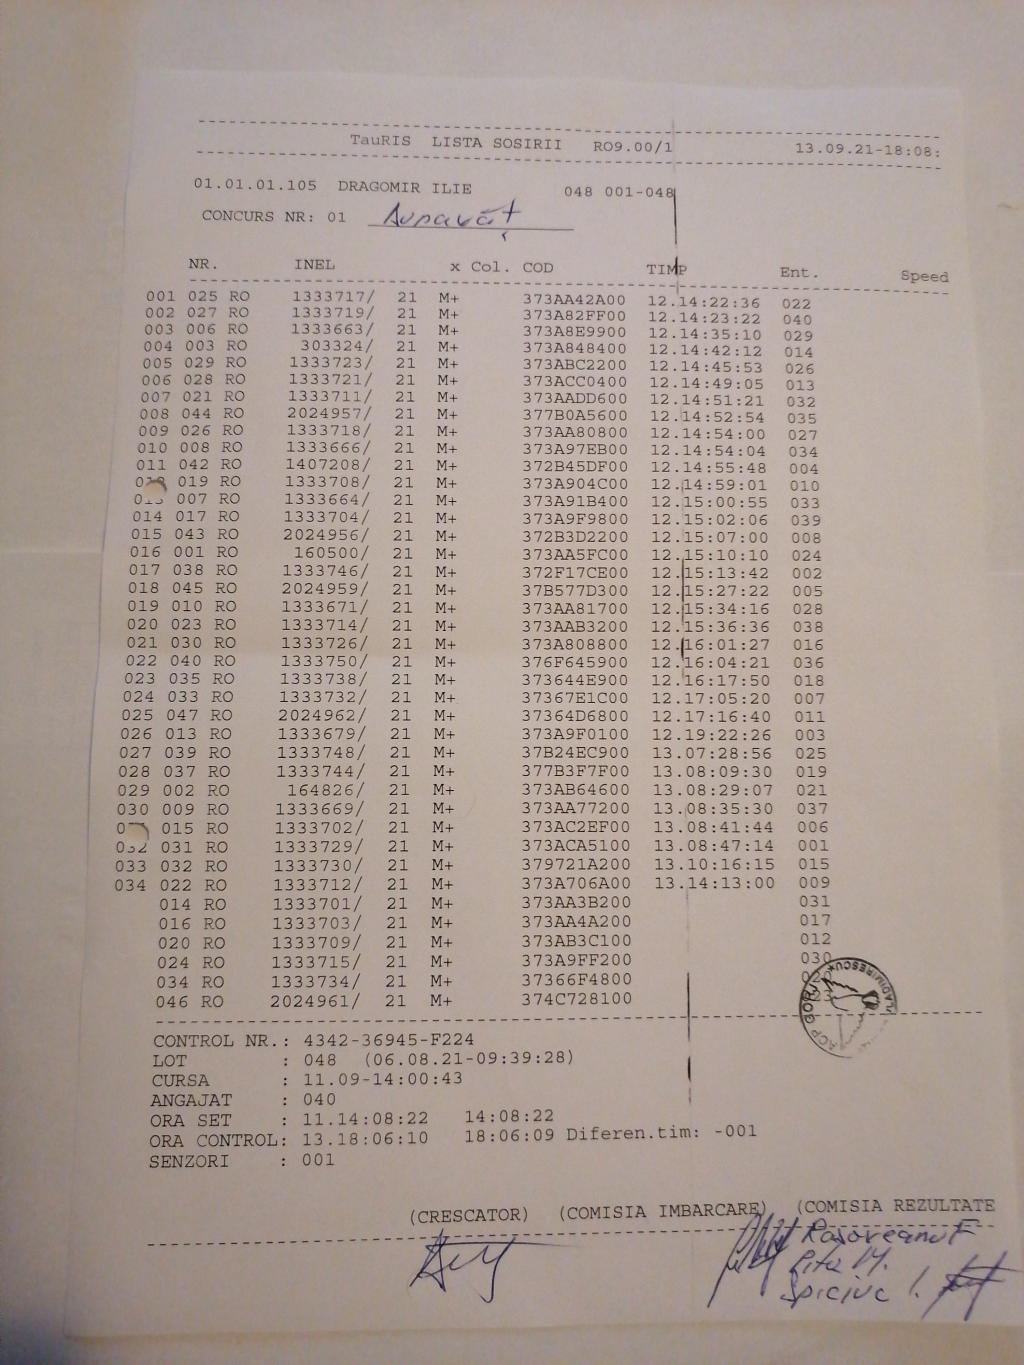 TauRIS LISTA SOSIRII RO9.00/1 13.09.21-18:08:
01.01.01.105 DRAGOMIR ILIE 048 001-048
CONCURS NR: 01
NR. INEL x Col. COD TIMP Ent. Speed
001 025 RO 1333717/ 21 M+ 373AA42A00 12.14:22:36 022
002 027 RO 1333719/ 21 M+ 373A82FF00 12.14:23:22 040
003 006 RO 1333663/ 21 M+ 373A8E9900 12.14:35:10 029
004 003 RO 303324/ 21 M+ 373A848400 12.14:42:12 014
005 029 RO 1333723/ 21 M+ 373ABC2200 12.14:45:53 026
006 028 RO 1333721/ 21 M+ 373ACC0400 12.14:49:05 013
007 021 RO 1333711/ 21 M+ 373AADD600 12.14:51:21 032
008 044 RO 2024957/ 21 M+ 377B0A5600 12.14:52:54 035
009 026 RO 1333718/ 21 M+ 373AA80800 12.14:54:00 027
010 008 RO 1333666/ 21 M+ 373A97EB00 12.14:54:04 034
011 042 RO 1407208/ 21 M+ 372B45DF00 12.14:55:48 004
019 RO 1333708/ 21 M+ 373A904C00 12.14:59:01 010
007 RO 1333664/ 21 M+ 373A91B400 12.15:00:55 033
014 017 RO 1333704/ 21 M+ 373A9F9800 12.15:02:06 039
015 043 RO 2024956/ 21 M+ 372B3D2200 12.15:07:00 008
016 001 RO 160500/ 21 M+ 373AA5FC00 12.15:10:10 024
017 038 RO 1333746/ 21 M+ 372F17CE00 12.15:13:42 002
018 045 RO 2024959/ 21 M+ 37B577D300 12.15:27:22 005
019 010 RO 1333671/ 21 M+ 373AA81700 12.15:34:16 028
020 023 RO 1333714/ 21 M+ 373AAB3200 12.15:36:36 038
021 030 RO 1333726/ 21 M+ 373A808800 12.16:01:27 016
022 040 RO 1333750/ 21 M+ 376F645900 12.16:04:21 036
023 035 RO 1333738/ 21 M+ 373644E900 12.16:17:50 018
024 033 RO 1333732/ 21 M+ 37367E1C00 12.17:05:20 007
025 047 RO 2024962/ 21 M+ 37364D6800 12.17:16:40 011
026 013 RO 1333679/ 21 M+ 373A9F0100 12.19:22:26 003
027 039 RO 1333748/ 21 M+ 37B24EC900 13.07:28:56 025
028 037 RO 1333744/ 21 M+ 377B3F7F00 13.08:09:30 019
029 002 RO 164826/ 21 M+ 373AB64600 13.08:29:07 021
030 009 RO 1333669/ 21 M+ 373AA77200 13.08:35:30 037
015 RO 1333702/ 21 M+ 373AC2EF00 13.08:41:44 006
032 031 RO 1333729/ 21 M+ 373ACA5100 13.08:47:14 001
033 032 RO 1333730/ 21 M+ 379721A200 13.10:16:15 015
034 022 RO 1333712/ 21 M+ 373A706A00 13.14:13:00 009
014 RO 1333701/ 21 M+ 373AA3B200 031
016 RO 1333703/ 21 M+ 373AA4A200 017
020 RO 1333709/ 21 M+ 373AB3C100 012
024 RO 1333715/ 21 M+ 373A9FF200 030
034 RO 1333734/ 21 M+ 37366F4800
046 RO 2024961/ 21 M+ 374C728100
CONTROL NR.: 4342-36945-F224
LOT : 048 (06.08.21-09:39:28)
CURSA : 11.09-14:00:43
ANGAJAT : 040
ORA SET : 11.14:08:22 14:08:22
ORA CONTROL: 13.18:06:10 18:06:09 Diferen.tim: -001
SENZORI : 001
(CRESCATOR) (COMISIA IMBARCARE) (COMISIA REZULTATE